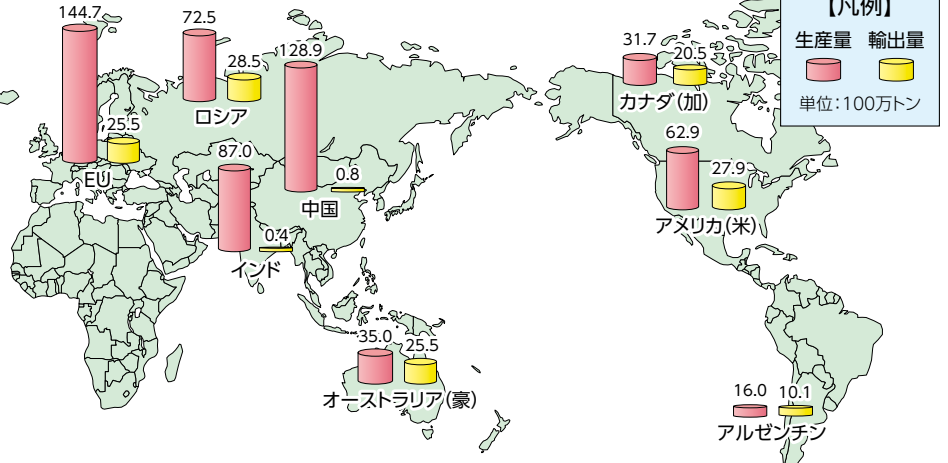 【凡例】
生産量 輸出量
単位:100万トン
144.7
25.5
EU
72.5
28.5
ロシア
128.9
0.8
中国
87.0
0.4
インド
35.0
25.5
オーストラリア(豪)
31.7
20.5
カナダ(加)
62.9
27.9
アメリカ(米)
16.0
10.1
アルゼンチン